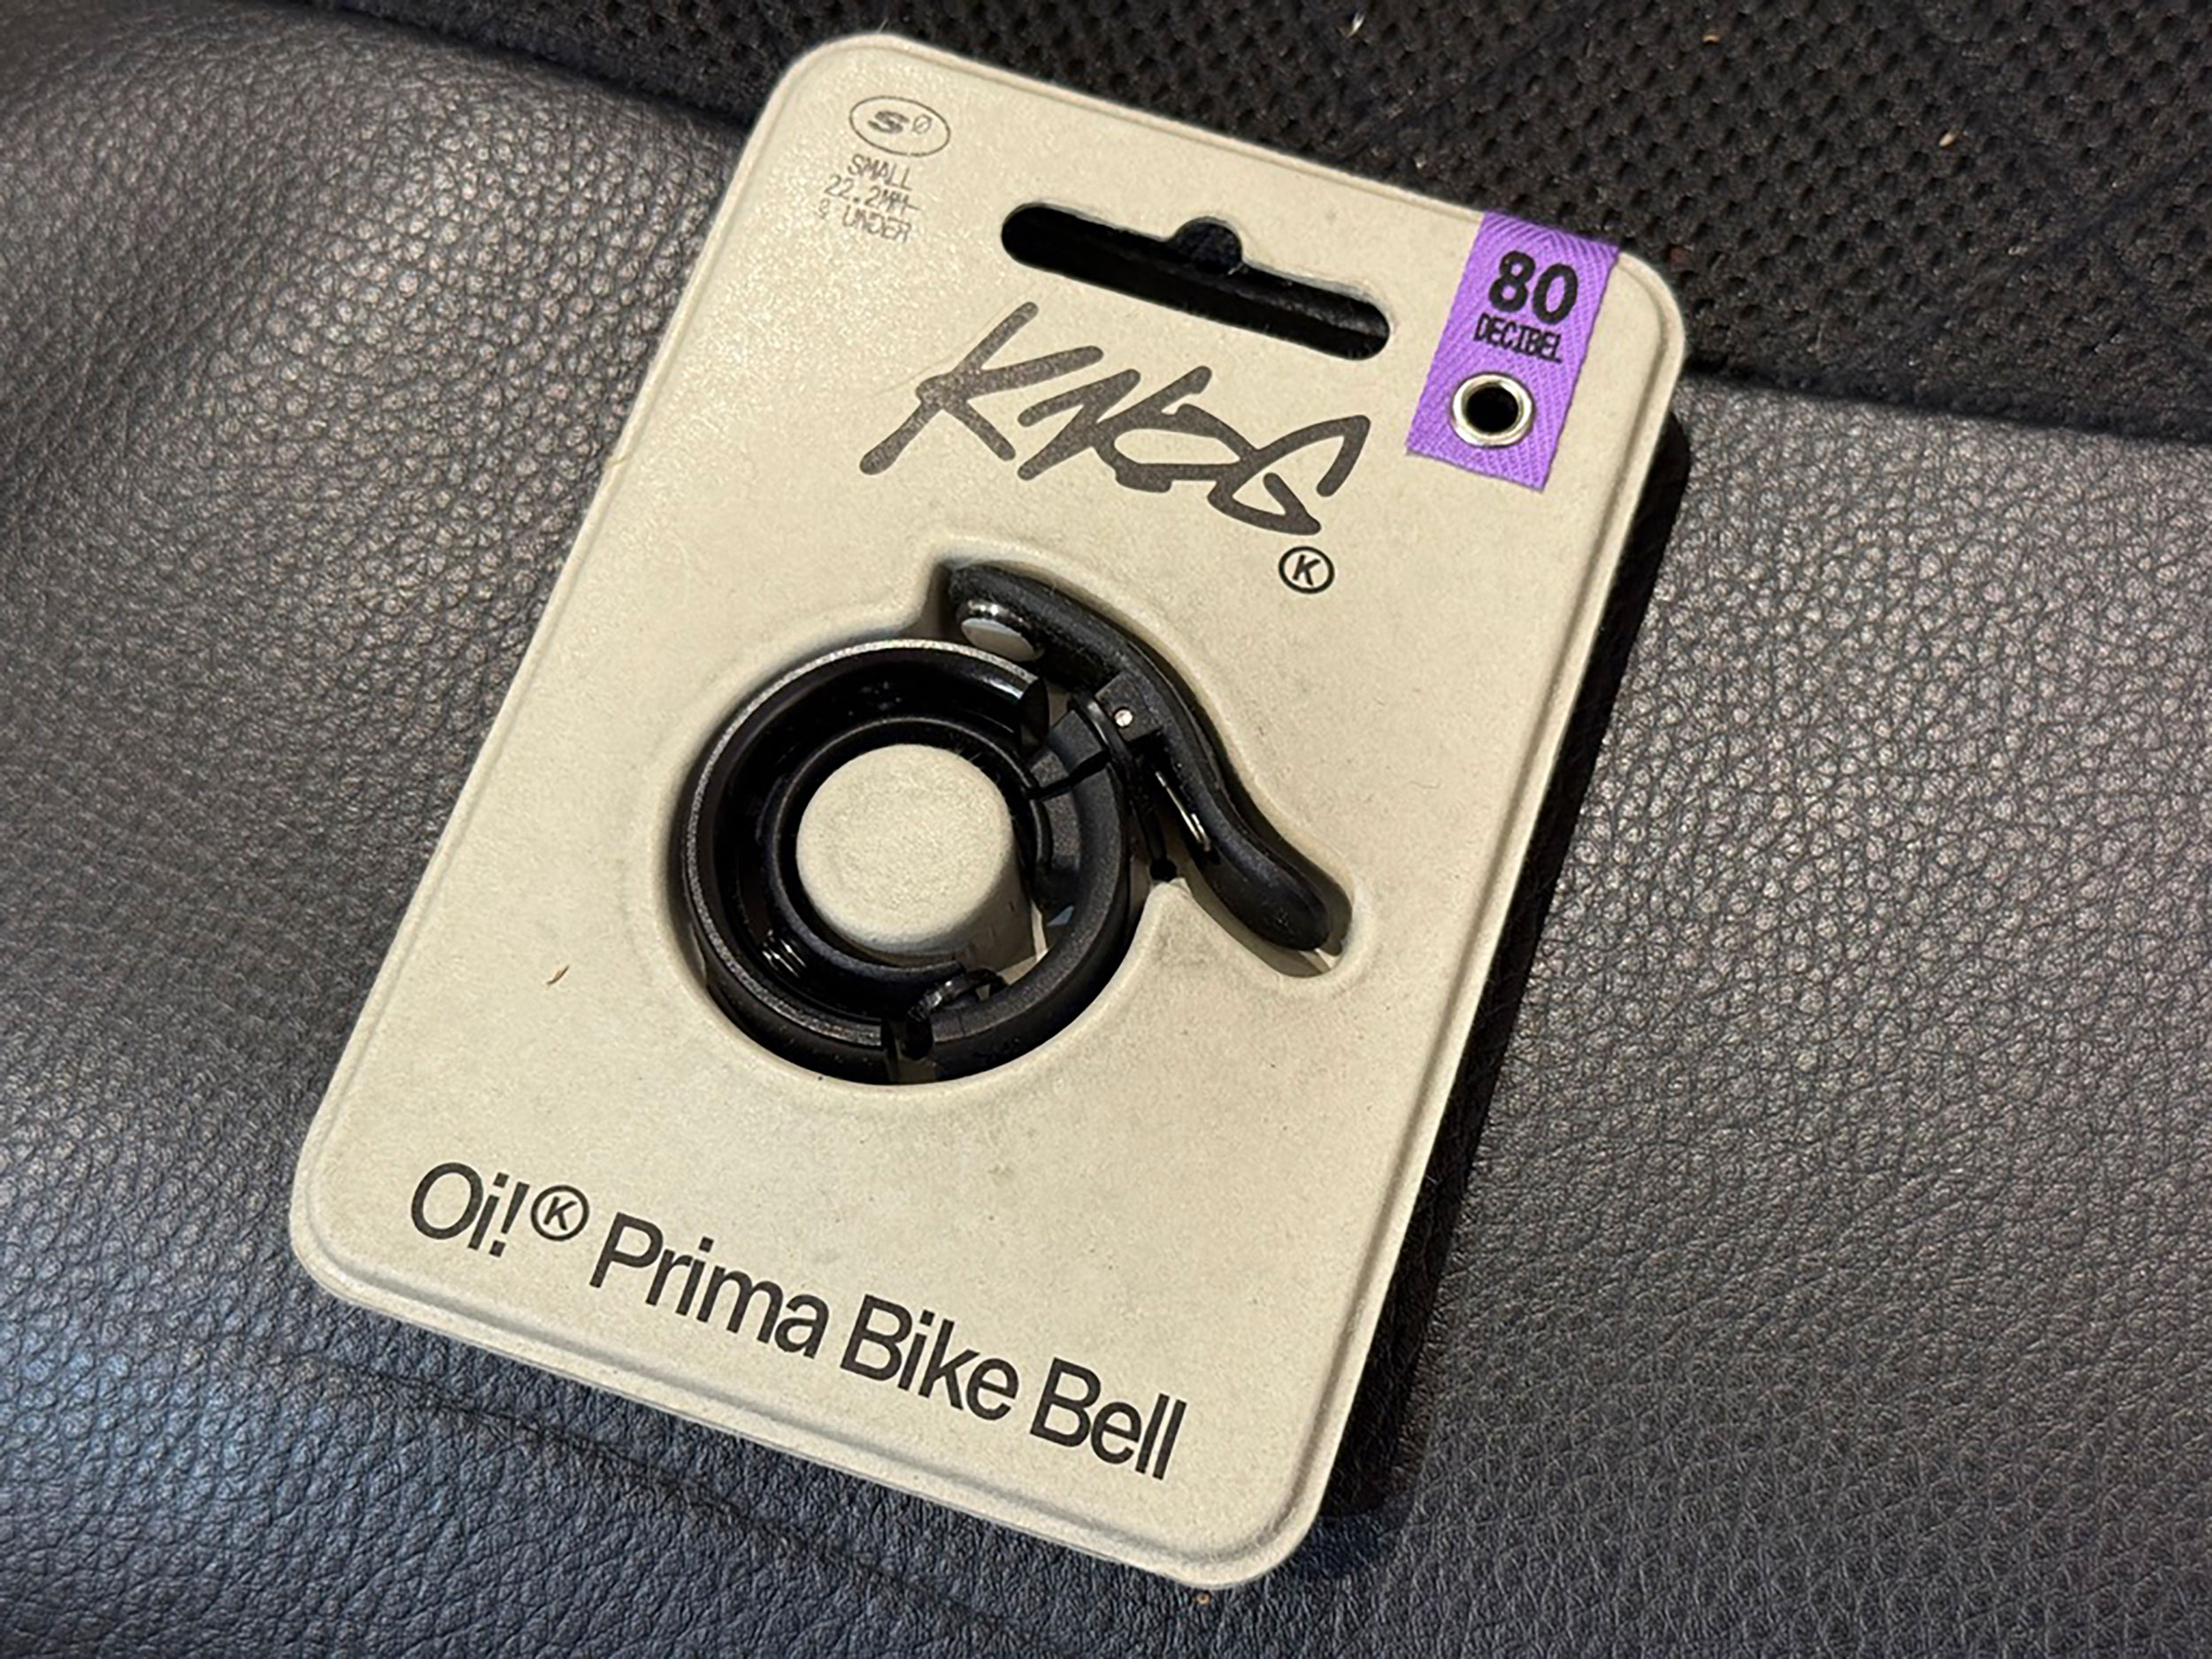 S Ø
SMALL
22.2MM
& UNDER
80
DECIBEL
KNOG
K
Oi! K Prima Bike Bell